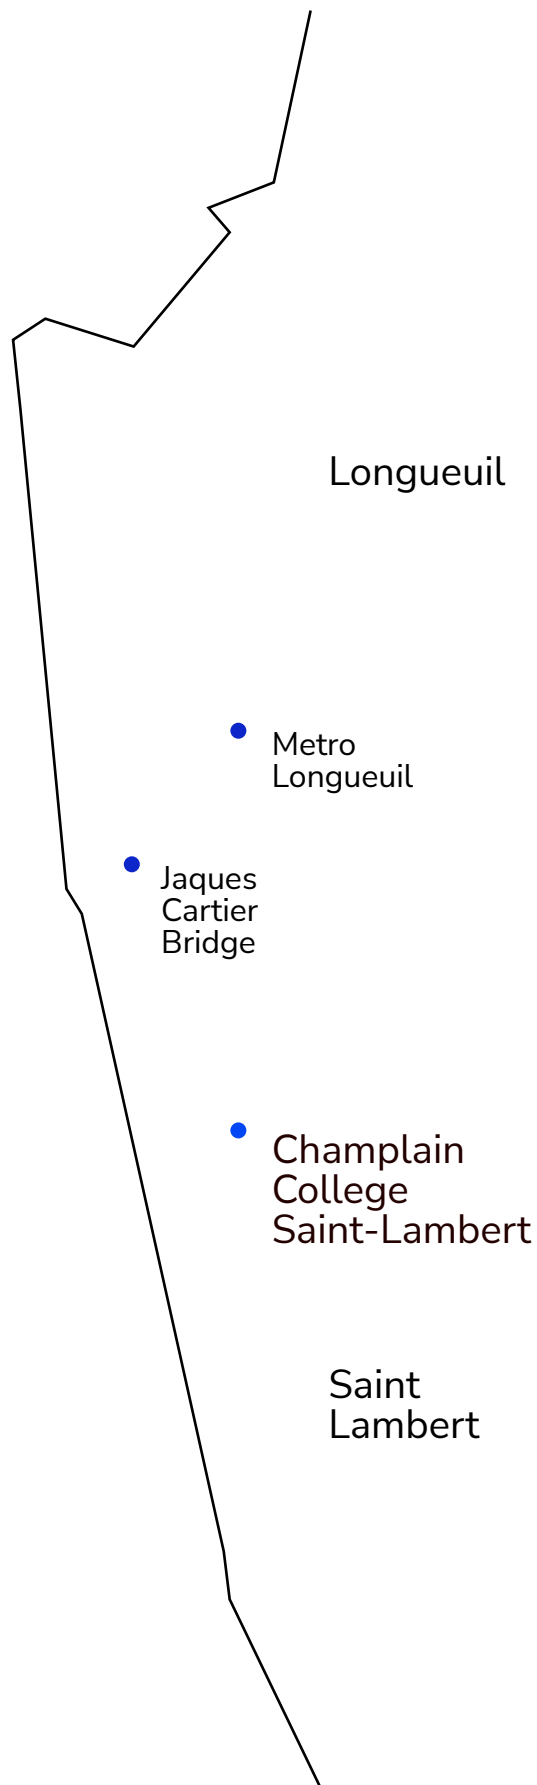 Longueuil
Metro
Longueuil
Jaques
Cartier
Bridge
Champlain
College
Saint-Lambert
Saint
Lambert